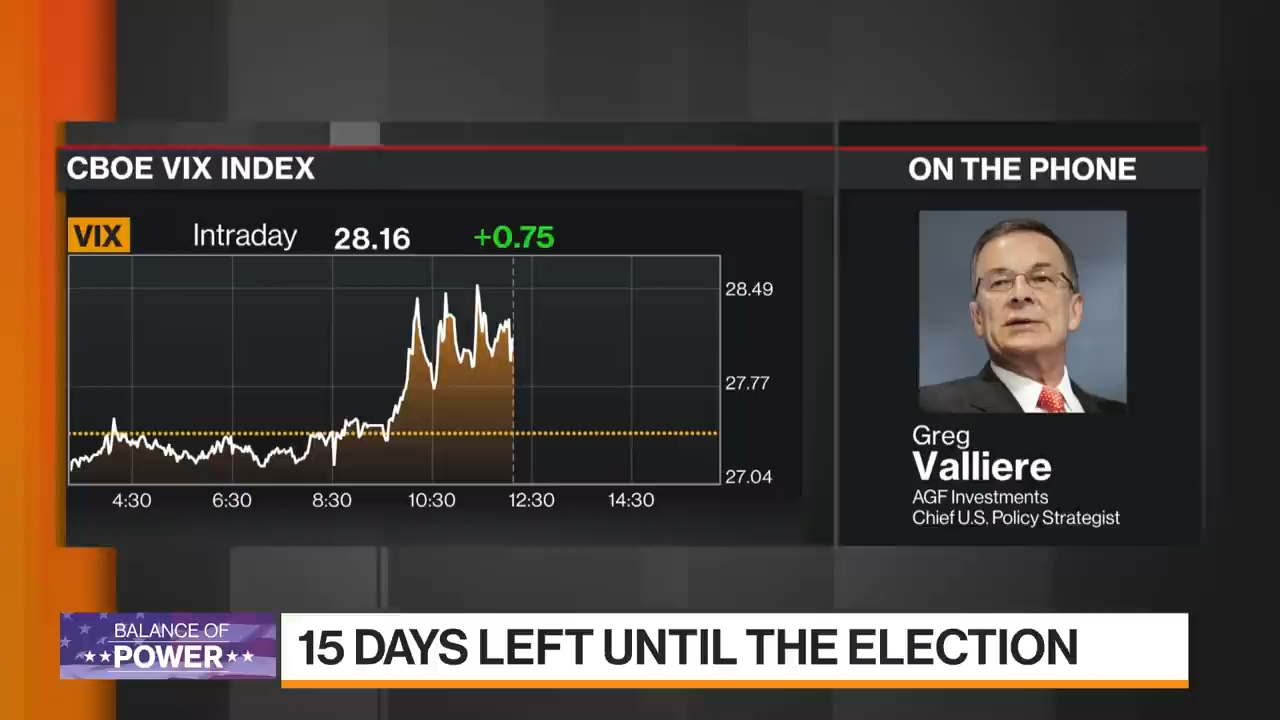 CBOE VIX INDEX
VIX Intraday 28.16 +0.75
28.49
27.77
27.04
4:30 6:30 8:30 10:30 12:30 14:30
ON THE PHONE
Greg
Valliere
AGF Investments
Chief U.S. Policy Strategist
BALANCE OF
POWER
15 DAYS LEFT UNTIL THE ELECTION